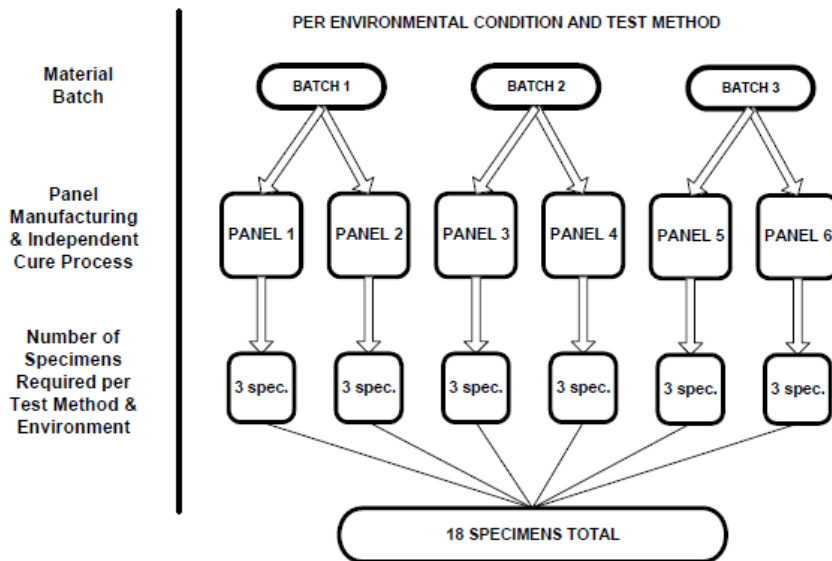 PER ENVIRONMENTAL CONDITION AND TEST METHOD
Material
Batch
BATCH 1
BATCH 2
BATCH 3
Panel
Manufacturing
& Independent
Cure Process
PANEL 1
PANEL 2
PANEL 3
PANEL 4
PANEL 5
PANEL 6
Number of
Specimens
Required per
Test Method &
Environment
3 spec.
3 spec.
3 spec.
3 spec.
3 spec.
3 spec.
18 SPECIMENS TOTAL